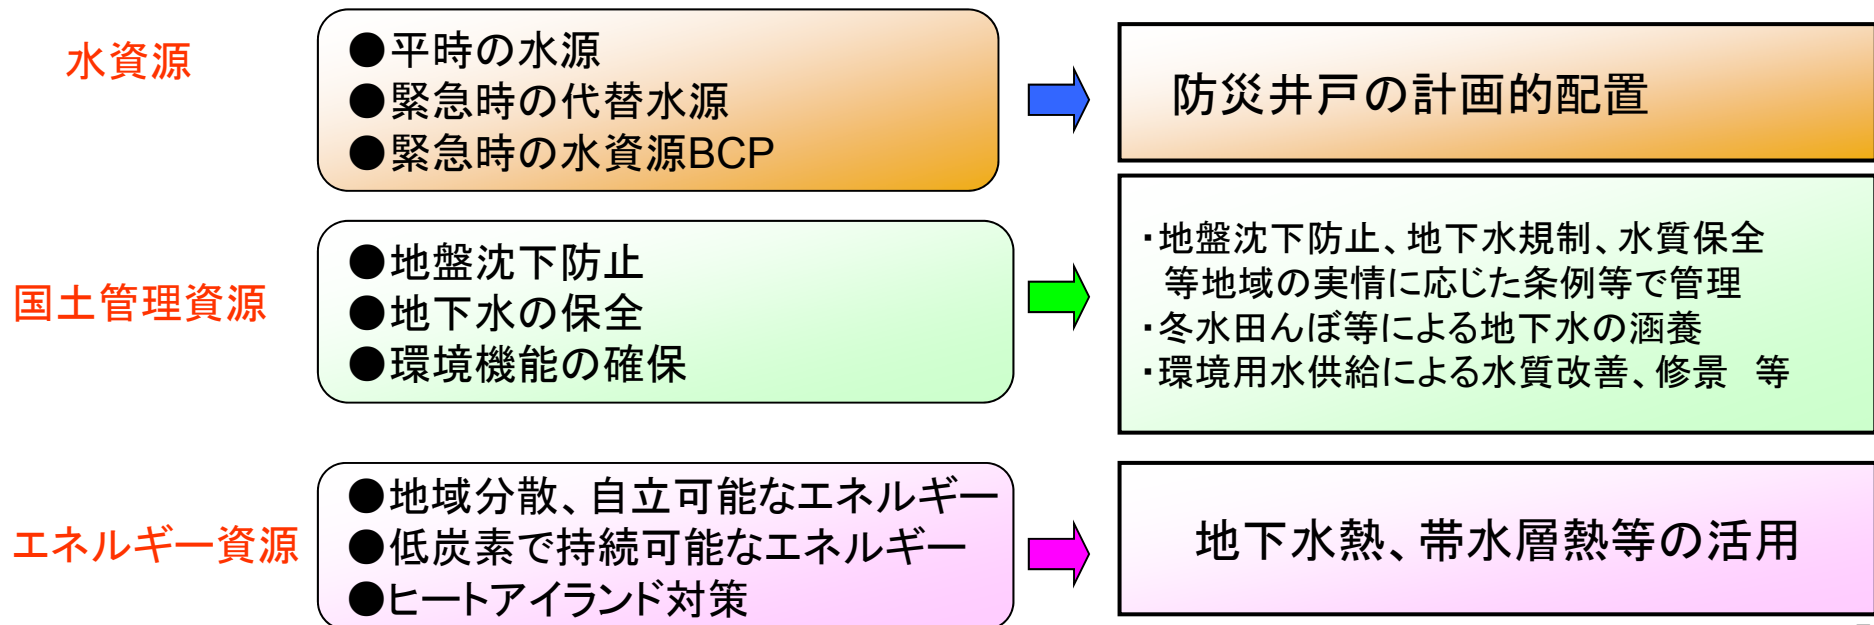 水資源
●平時の水源
●緊急時の代替水源
●緊急時の水資源BCP
防災井戸の計画的配置
国土管理資源
●地盤沈下防止
●地下水の保全
●環境機能の確保
・地盤沈下防止、地下水規制、水質保全
等地域の実情に応じた条例等で管理
・冬水田んぼ等による地下水の涵養
・環境用水供給による水質改善、修景　等
エネルギー資源
●地域分散、自立可能なエネルギー
●低炭素で持続可能なエネルギー
●ヒートアイランド対策
地下水熱、帯水層熱等の活用